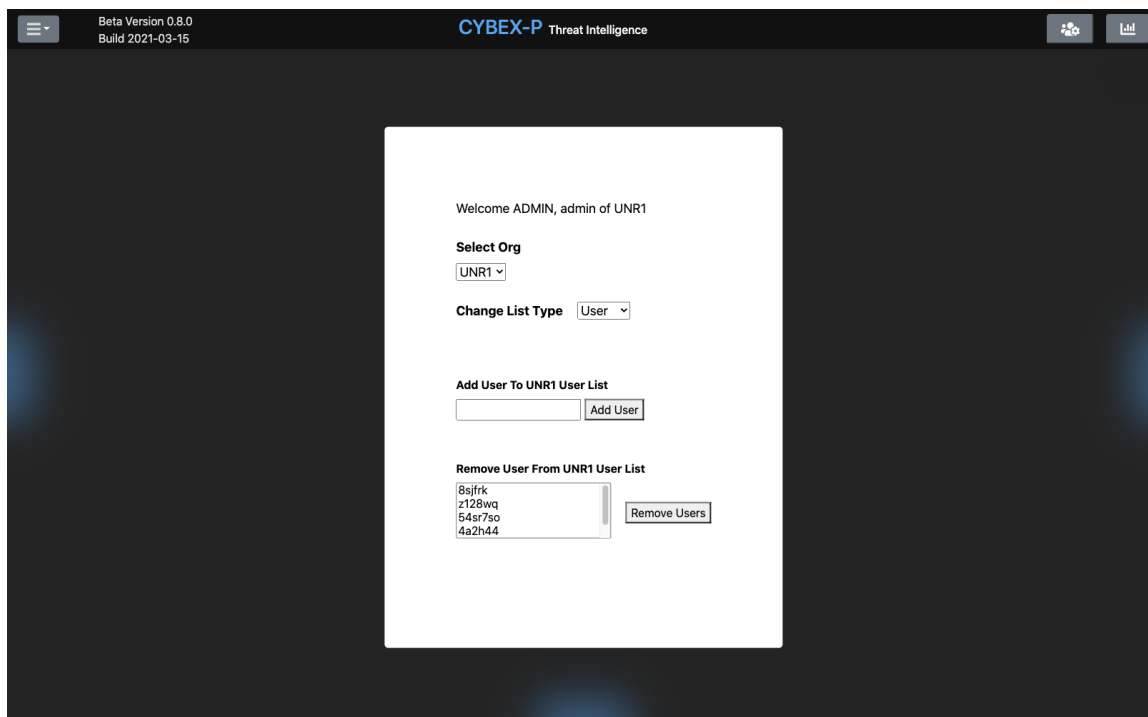 Beta Version 0.8.0
Build 2021-03-15
CYBEX-P Threat Intelligence
Welcome ADMIN, admin of UNR1
Select Org
UNR1
Change List Type User
Add User To UNR1 User List
Add User
Remove User From UNR1 User List
8sjfrk
z128wq
54sr7so
4a2h44
Remove Users